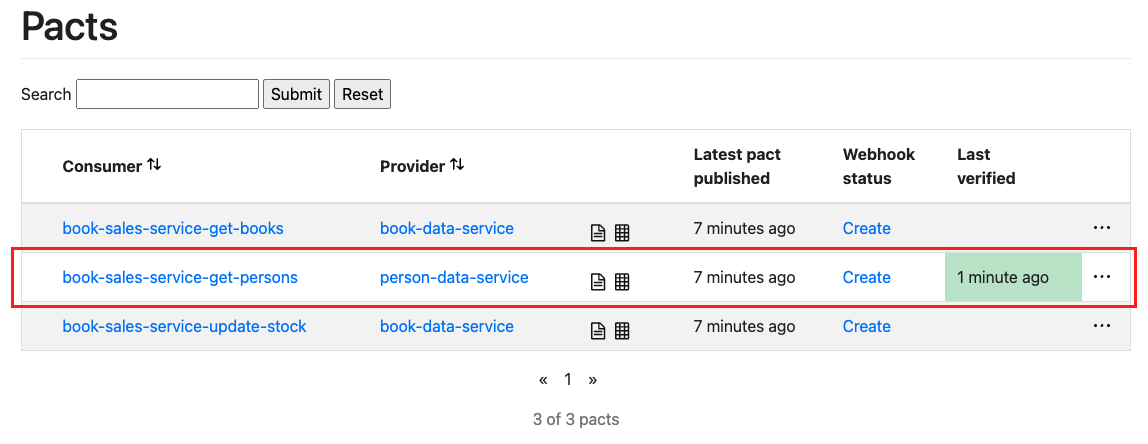 Pacts
Search Submit Reset
Consumer Provider Latest pact published Webhook status Last verified
book-sales-service-get-books book-data-service 7 minutes ago Create ...
book-sales-service-get-persons person-data-service 7 minutes ago Create 1 minute ago ...
book-sales-service-update-stock book-data-service 7 minutes ago Create ...
« 1 »
3 of 3 pacts